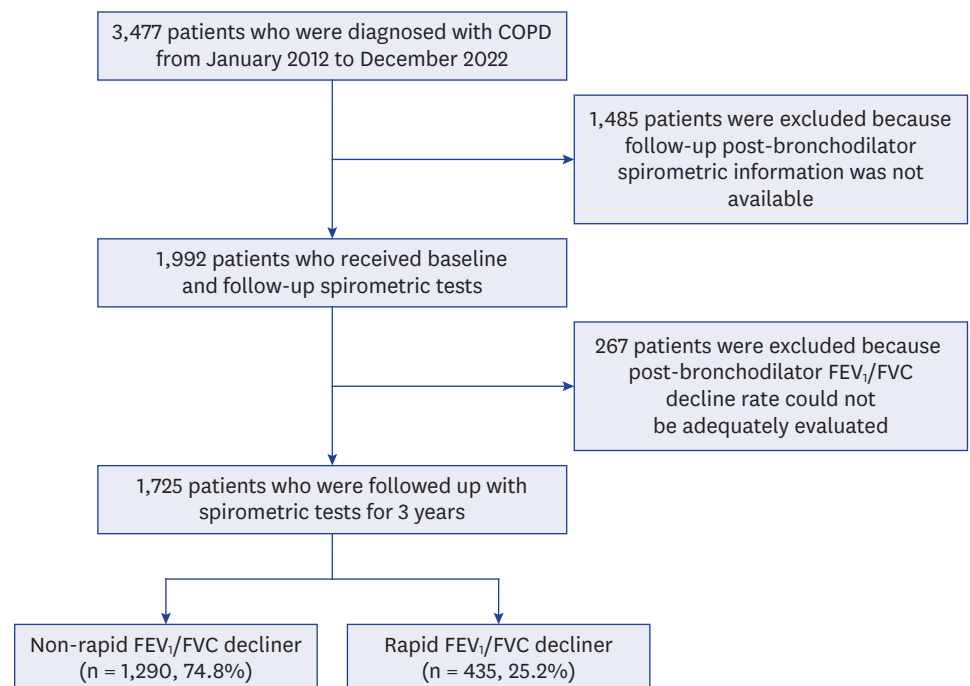 3,477 patients who were diagnosed with COPD
from January 2012 to December 2022
1,485 patients were excluded because
follow-up post-bronchodilator
spirometric information was not
available
1,992 patients who received baseline
and follow-up spirometric tests
267 patients were excluded because
post-bronchodilator FEV₁/FVC
decline rate could not
be adequately evaluated
1,725 patients who were followed up with
spirometric tests for 3 years
Non-rapid FEV₁/FVC decliner
(n = 1,290, 74.8%)
Rapid FEV₁/FVC decliner
(n = 435, 25.2%)